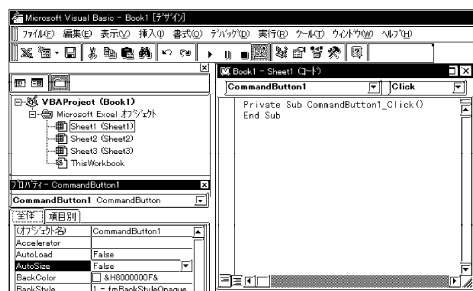 Microsoft Visual Basic - Book1 [デザイン]
ファイル(F) 編集(E) 表示(V) 挿入(I) 書式(O) デバッグ(D) 実行(R) ツール(T) ウィンドウ(W) ヘルプ(H)
VBAProject (Book1)
Microsoft Excel オブジェクト
Sheet1 (Sheet1)
Sheet2 (Sheet2)
Sheet3 (Sheet3)
ThisWorkbook
プロパティ - CommandButton1
CommandButton1 CommandButton
全体 項目別
(オブジェクト名) CommandButton1
Accelerator
AutoLoad False
AutoSize False
BackColor &H8000000F&
BackStyle 1 - fmBackStyleOpaque
Book1 - Sheet1 (コード)
CommandButton1 Click
Private Sub CommandButton1_Click()
End Sub